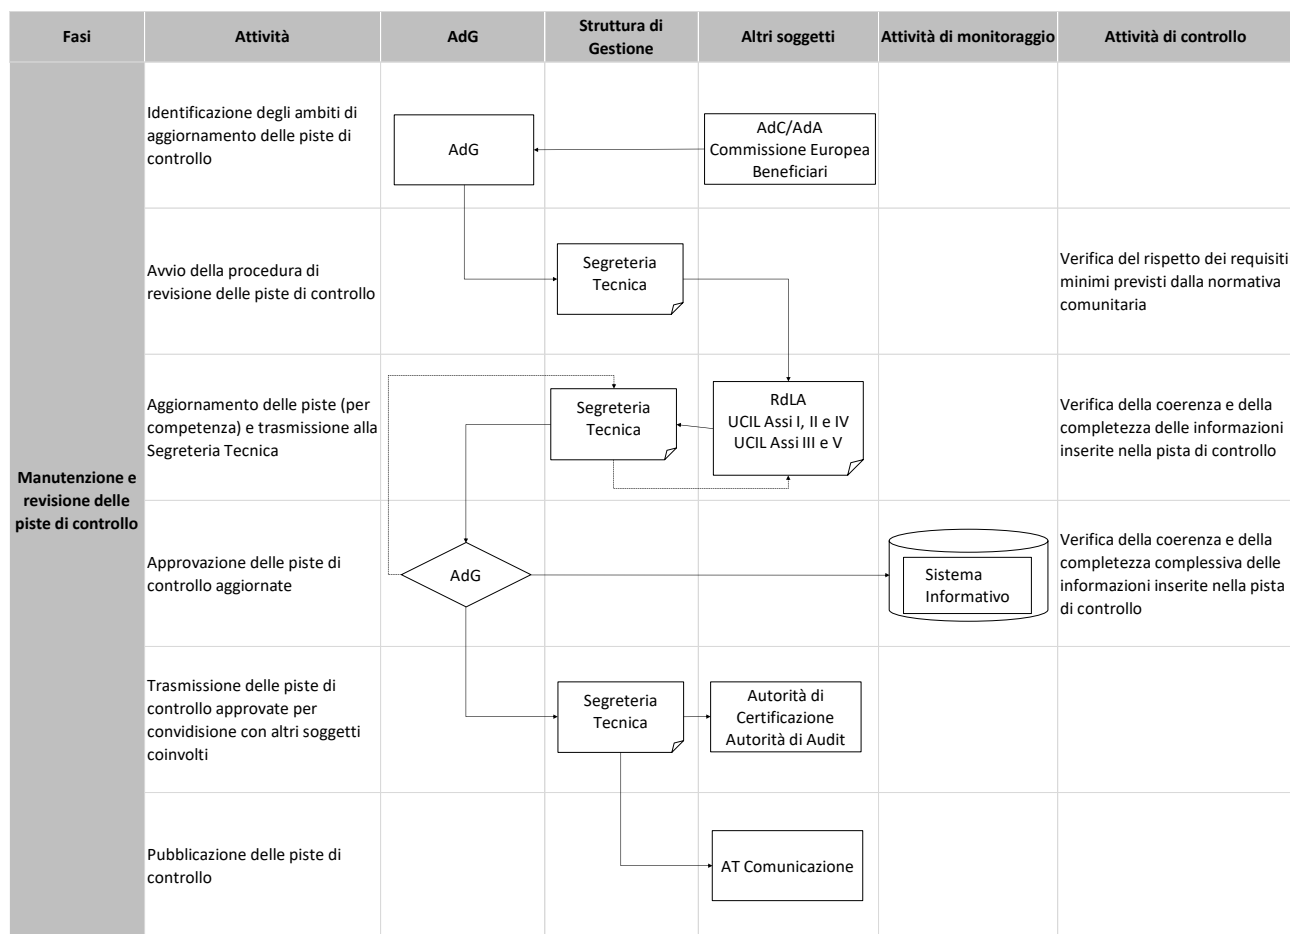 Fasi
Attività
AdG
Struttura di
Gestione
Altri soggetti
Attività di monitoraggio
Attività di controllo
Manutenzione e
revisione delle
piste di controllo
Identificazione degli ambiti di
aggiornamento delle piste di
controllo
AdG
AdC/AdA
Commissione Europea
Beneficiari
Avvio della procedura di
revisione delle piste di controllo
Segreteria
Tecnica
Verifica del rispetto dei requisiti
minimi previsti dalla normativa
comunitaria
Aggiornamento delle piste (per
competenza) e trasmissione alla
Segreteria Tecnica
Segreteria
Tecnica
RdLA
UCIL Assi I, II e IV
UCIL Assi III e V
Verifica della coerenza e della
completezza delle informazioni
inserite nella pista di controllo
Approvazione delle piste di
controllo aggiornate
AdG
Sistema
Informativo
Verifica della coerenza e della
completezza complessiva delle
informazioni inserite nella pista
di controllo
Trasmissione delle piste di
controllo approvate per
convidisione con altri soggetti
coinvolti
Segreteria
Tecnica
Autorità di
Certificazione
Autorità di Audit
Pubblicazione delle piste di
controllo
AT Comunicazione